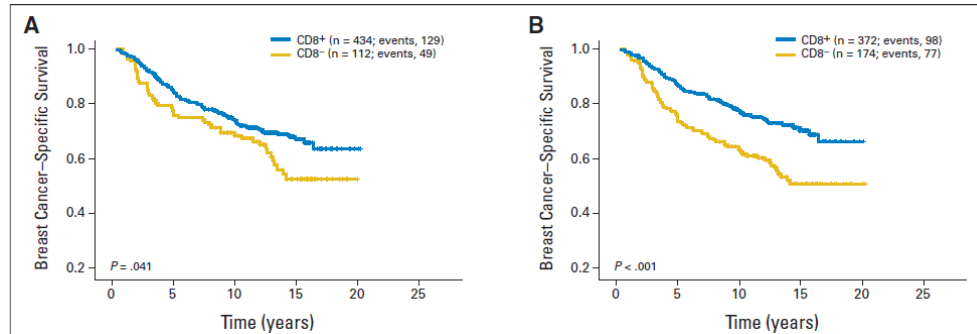 A
CD8⁺ (n = 434; events, 129)
CD8⁻ (n = 112; events, 49)
Breast Cancer–Specific Survival
1.0
0.8
0.6
0.4
0.2
P = .041
0 5 10 15 20 25
Time (years)
B
CD8⁺ (n = 372; events, 98)
CD8⁻ (n = 174; events, 77)
Breast Cancer–Specific Survival
1.0
0.8
0.6
0.4
0.2
P < .001
0 5 10 15 20 25
Time (years)